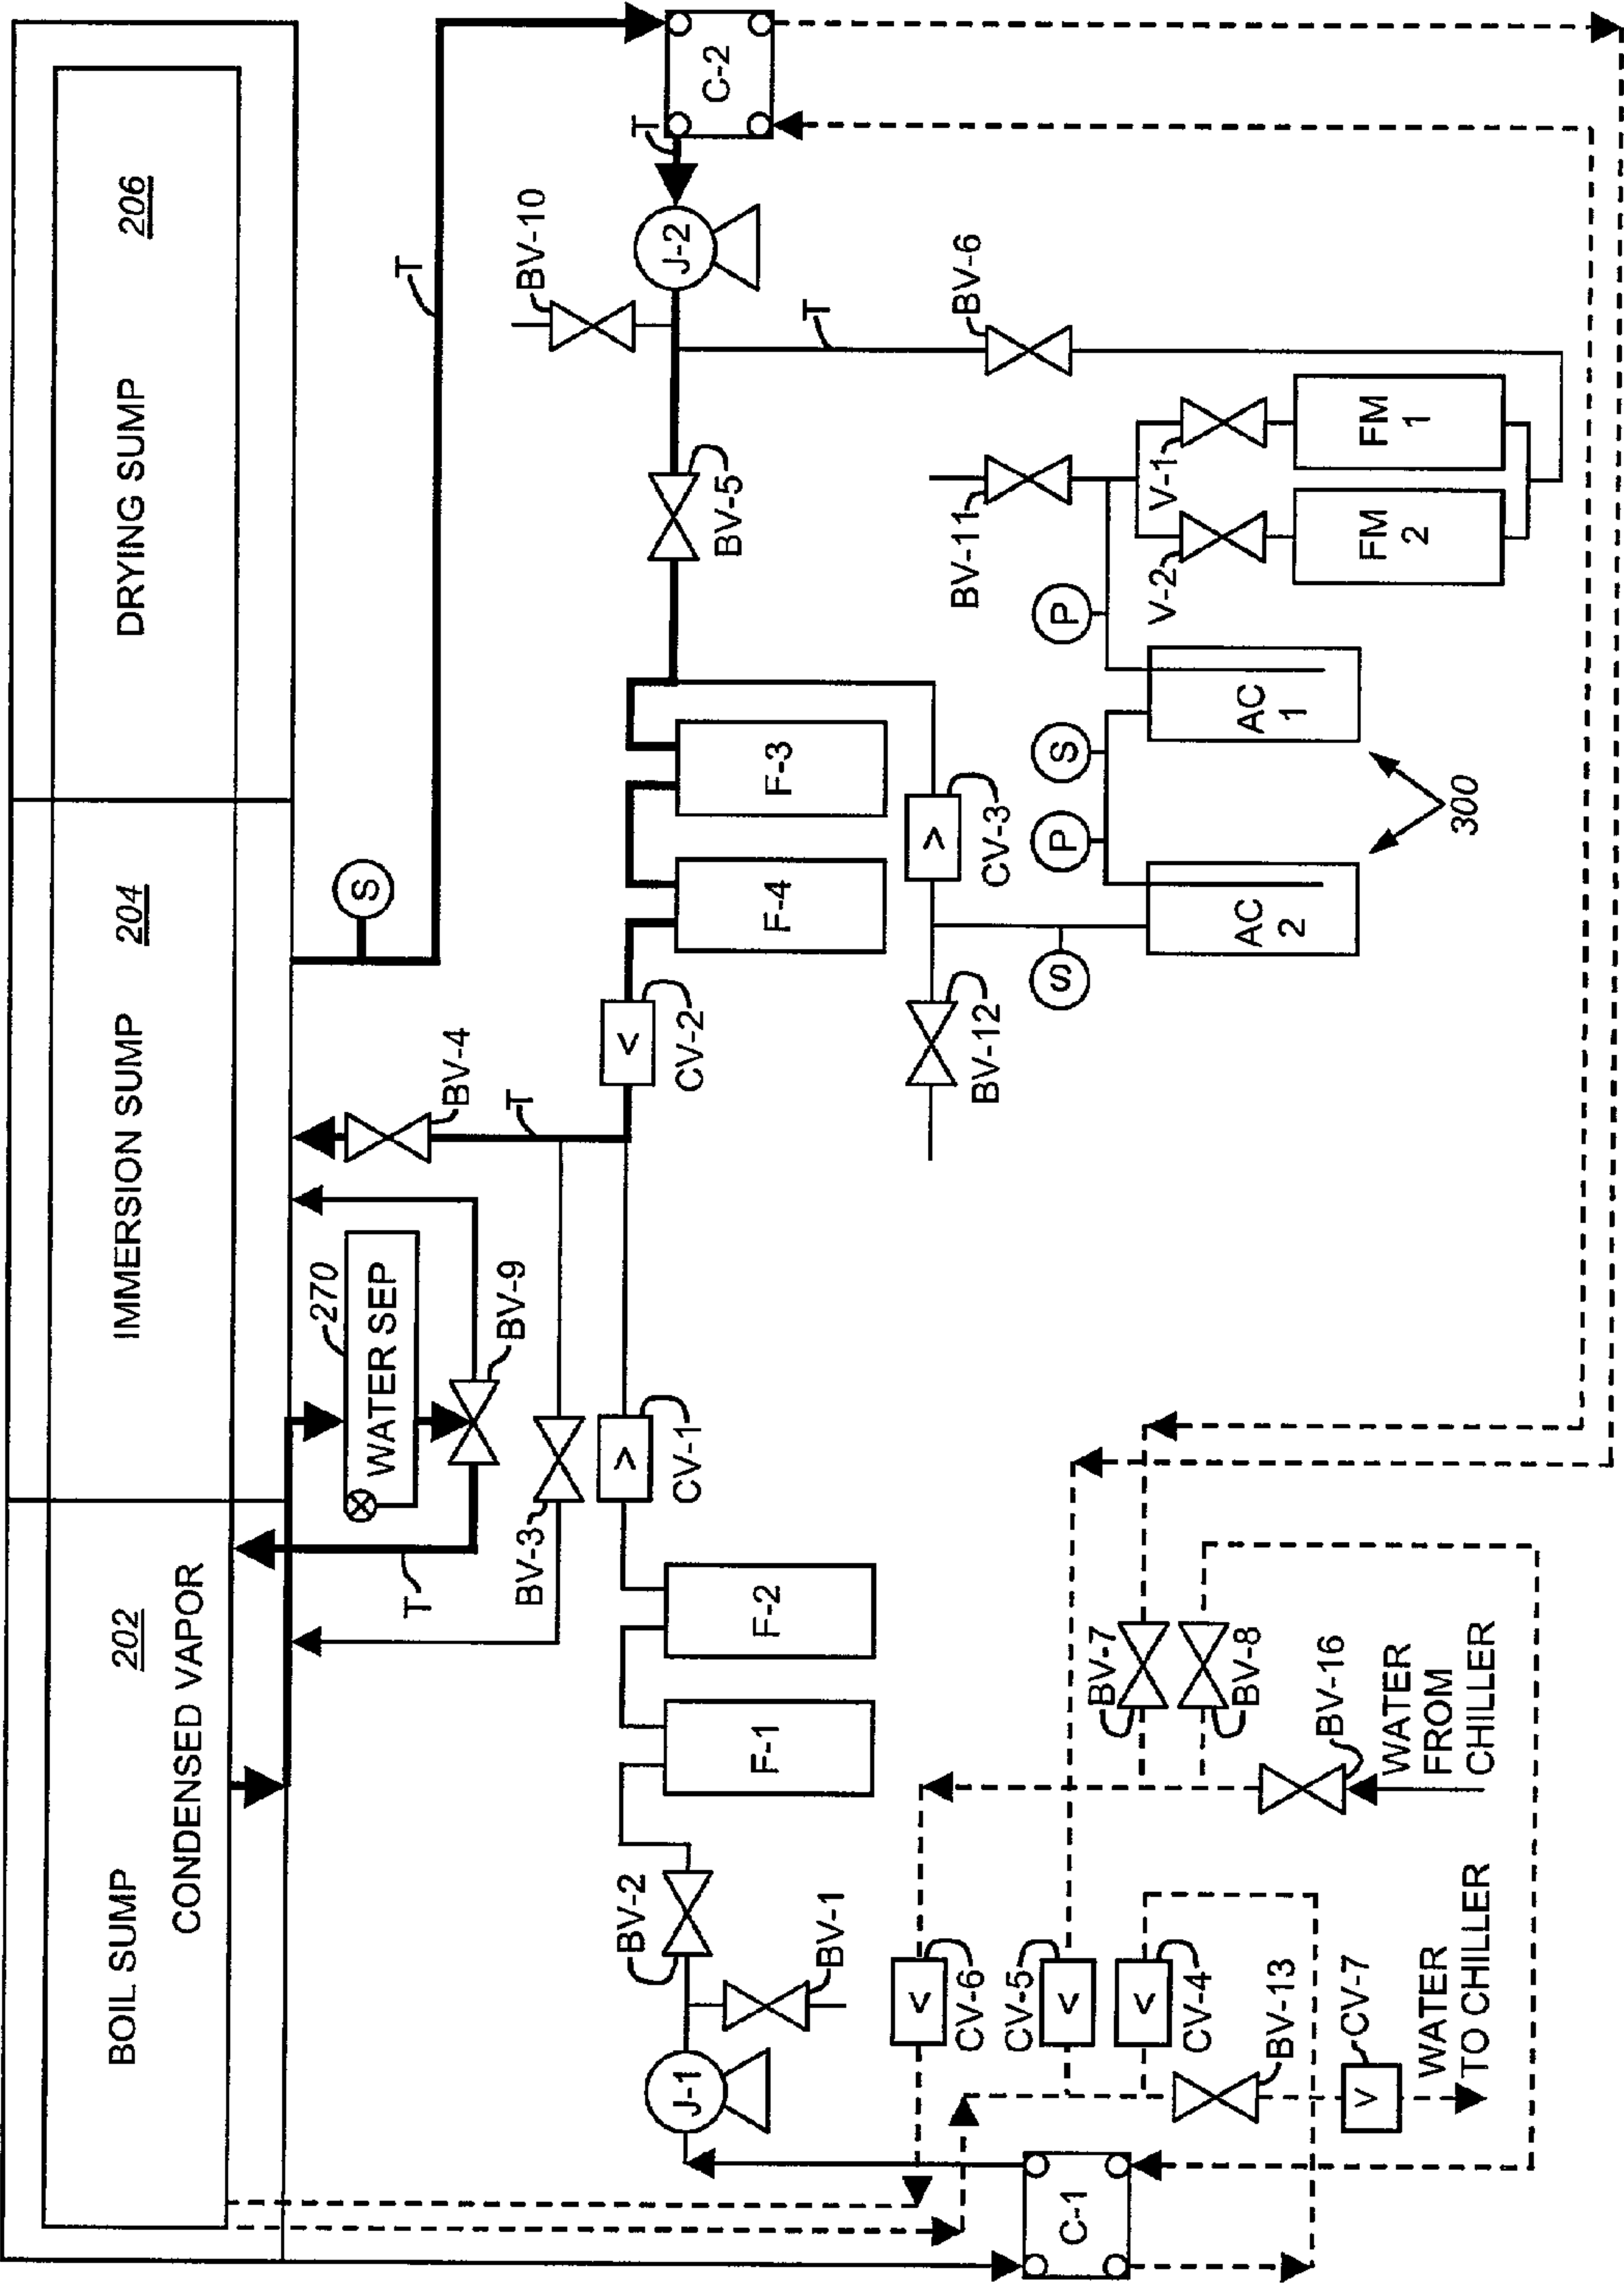 BOIL SUMP
202
CONDENSED VAPOR
IMMERSION SUMP
204
DRYING SUMP
206
270
WATER SEP
S
T
T
BV-9
BV-4
T
BV-3
CV-1
CV-2
<
>
F-1
F-2
F-4
F-3
BV-5
BV-10
J-2
T
C-2
J-1
BV-2
BV-1
BV-12
CV-3
>
T
BV-6
BV-11
V-1
V-2
FM
1
FM
2
P
S
P
S
AC
1
AC
2
300
<
CV-6
<
CV-5
<
CV-4
BV-7
BV-8
BV-16
WATER
FROM
CHILLER
BV-13
V
CV-7
WATER
TO CHILLER
C-1